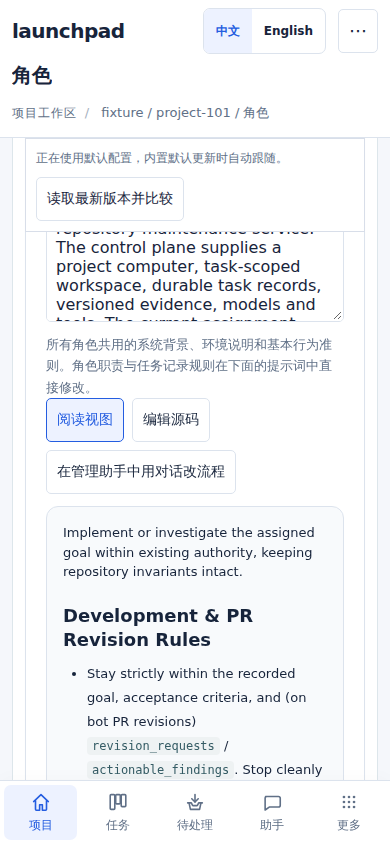 launchpad
中文
English
···
角色
项目工作区 / fixture / project-101 / 角色
正在使用默认配置，内置默认更新时自动跟随。
读取最新版本并比较
repository maintenance service.
The control plane supplies a
project computer, task-scoped
workspace, durable task records,
versioned evidence, models and
tools. The current assignment
所有角色共用的系统背景、环境说明和基本行为准
则。角色职责与任务记录规则在下面的提示词中直
接修改。
阅读视图
编辑源码
在管理助手中用对话改流程
Implement or investigate the assigned
goal within existing authority, keeping
repository invariants intact.
Development & PR
Revision Rules
• Stay strictly within the recorded
goal, acceptance criteria, and (on
bot PR revisions)
revision_requests /
actionable_findings. Stop cleanly
项目
任务
待处理
助手
更多